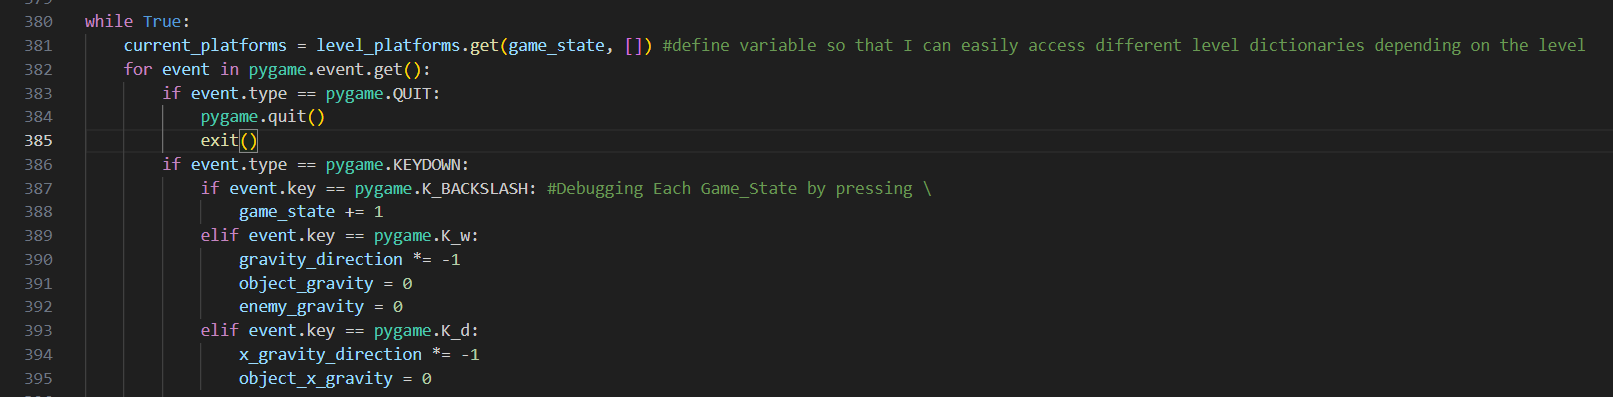 380 while True:
381 current_platforms = level_platforms.get(game_state, []) #define variable so that I can easily access different level dictionaries depending on the level
382 for event in pygame.event.get():
383 if event.type == pygame.QUIT:
384 pygame.quit()
385 exit()
386 if event.type == pygame.KEYDOWN:
387 if event.key == pygame.K_BACKSLASH: #Debugging Each Game_State by pressing \
388 game_state += 1
389 elif event.key == pygame.K_w:
390 gravity_direction *= -1
391 object_gravity = 0
392 enemy_gravity = 0
393 elif event.key == pygame.K_d:
394 x_gravity_direction *= -1
395 object_x_gravity = 0